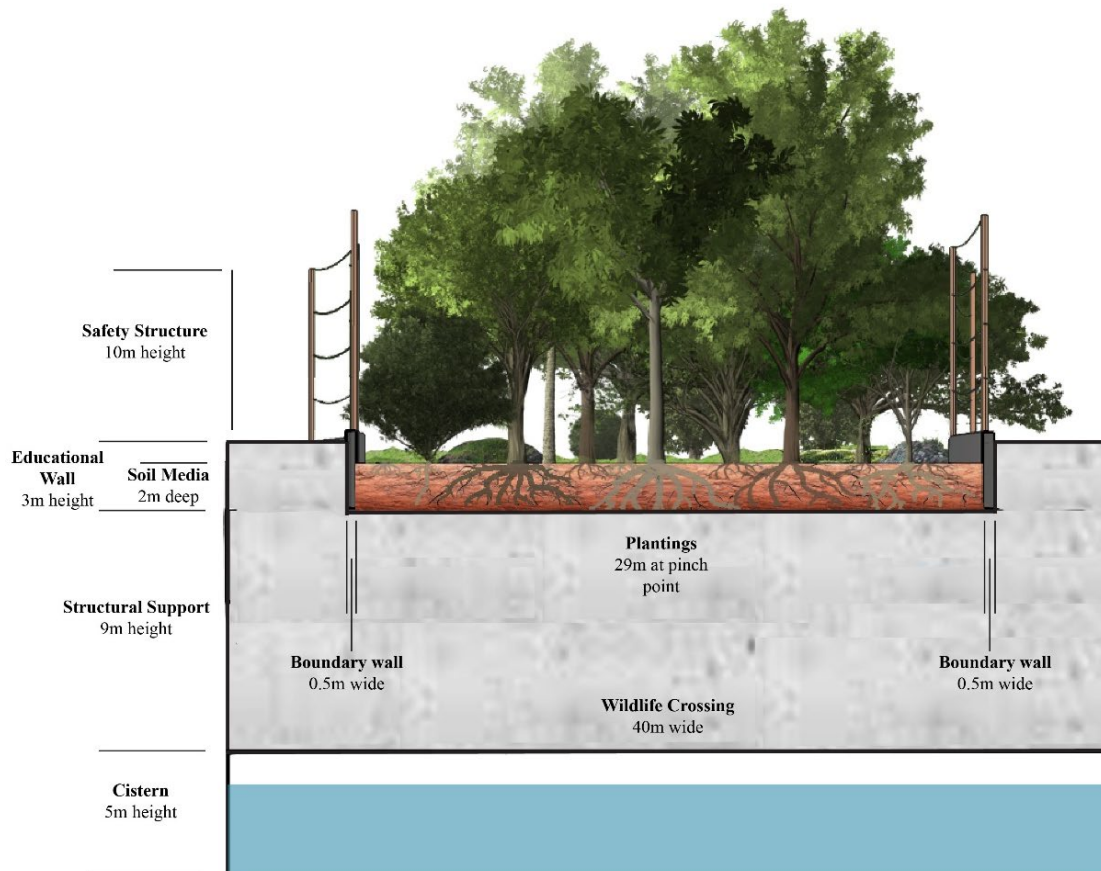 Safety Structure
10m height
Educational
Wall
3m height
Soil Media
2m deep
Plantings
29m at pinch
point
Structural Support
9m height
Boundary wall
0.5m wide
Boundary wall
0.5m wide
Wildlife Crossing
40m wide
Cistern
5m height